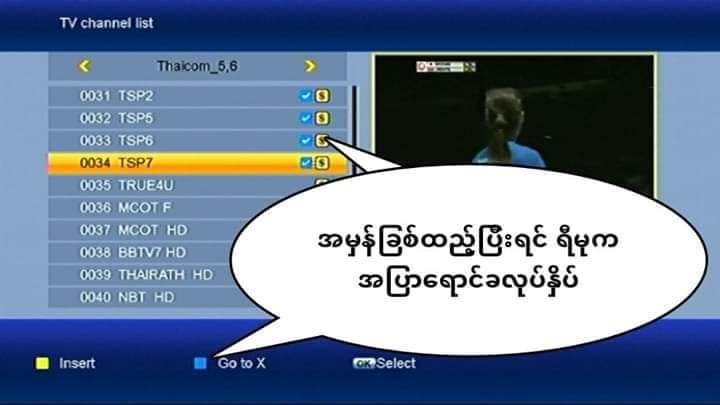 TV channel list
Thaicom_5,6
0031 TSP2
0032 TSP5
0033 TSP6
0034 TSP7
0035 TRUE4U
0036 MCOT F
0037 MCOT HD
0038 BBTV7 HD
0039 THAIRATH HD
0040 NBT HD
အမှန်ခြစ်ထည့်ပြီးရင် ရီမုက
အပြာရောင်ခလုပ်နှိပ်
Insert
Go to X
OK Select